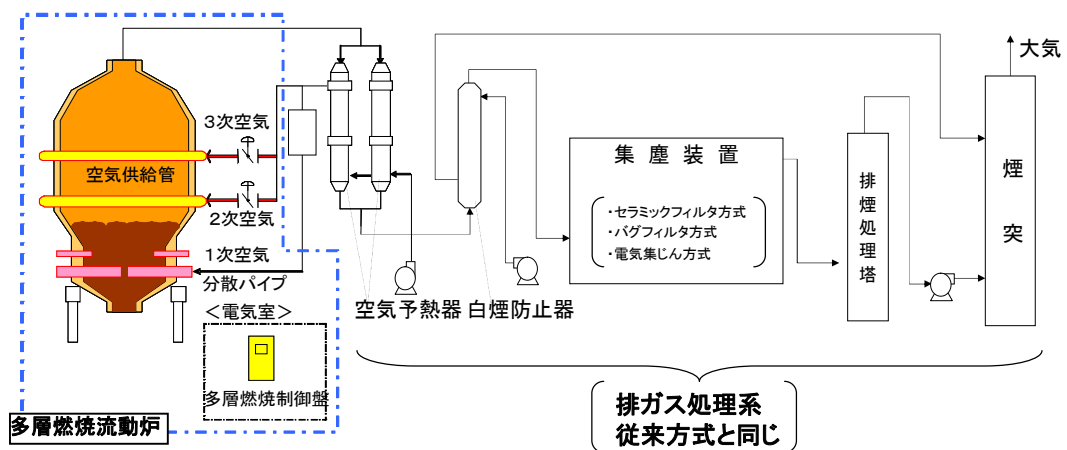 大気
3次空気
空気供給管
2次空気
1次空気
分散パイプ
＜電気室＞
多層燃焼制御盤
多層燃焼流動炉
空気予熱器
白煙防止器
集塵装置
・セラミックフィルタ方式
・バグフィルタ方式
・電気集じん方式
排煙処理塔
煙突
排ガス処理系
従来方式と同じ